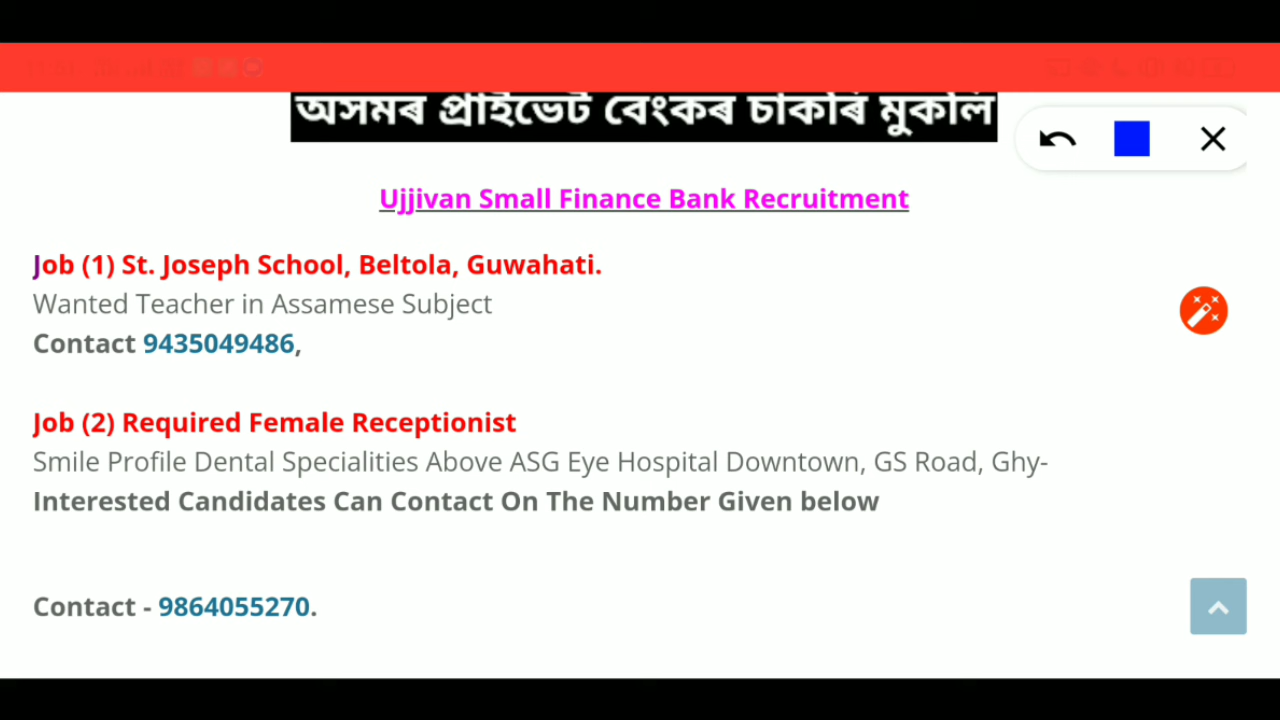 অসমৰ প্ৰাইভেট বেংকৰ চাকৰি মুকলি
Ujjivan Small Finance Bank Recruitment
Job (1) St. Joseph School, Beltola, Guwahati.
Wanted Teacher in Assamese Subject
Contact 9435049486,
Job (2) Required Female Receptionist
Smile Profile Dental Specialities Above ASG Eye Hospital Downtown, GS Road, Ghy-
Interested Candidates Can Contact On The Number Given below
Contact - 9864055270.